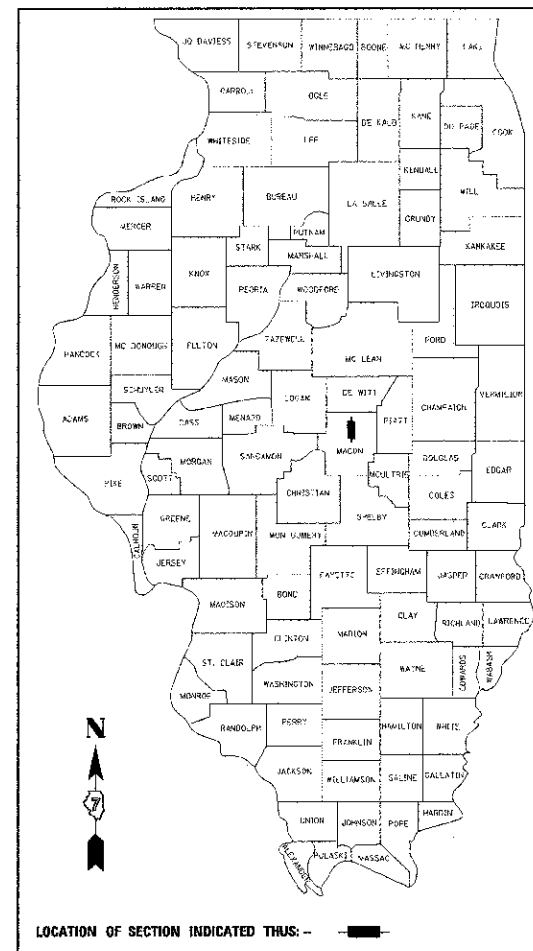 JO DAVIESS STEPHENSON WINNEBAGO BOONE MC HENRY LAKE
CARROLL OGLE
DE KALB KANE DU PAGE COOK
WHITESIDE LEE
KENDALL
ROCK ISLAND HENRY BUREAU LA SALLE WILL
MERCER PUTNAM GRUNDY
STARK MARSHALL KANKAKEE
HENDERSON WARREN KNOX PEORIA WOODFORD LIVINGSTON
IROQUOIS
HANCOCK MC DONOUGH FULTON TAZEWELL FORD
MC LEAN
SCHUYLER MASON
ADAMS BROWN CASS MENARD LOGAN DE WITT CHAMPAIGN VERMILION
PIATT
MACON
PIKE SCOTT MORGAN SANGAMON DOUGLAS EDGAR
MOULTRIE
CHRISTIAN COLES
CALHOUN GREENE MACOUPIN MONTGOMERY SHELBY CUMBERLAND CLARK
JERSEY
FAYETTE EFFINGHAM JASPER CRAWFORD
MADISON BOND
CLAY RICHLAND LAWRENCE
CLINTON MARION
ST. CLAIR WAYNE EDWARDS WABASH
WASHINGTON JEFFERSON
MONROE
RANDOLPH PERRY HAMILTON WHITE
FRANKLIN
JACKSON WILLIAMSON SALINE GALLATIN
UNION JOHNSON POPE HARDIN
ALEXANDER PULASKI MASSAC
N
7
LOCATION OF SECTION INDICATED THUS: -